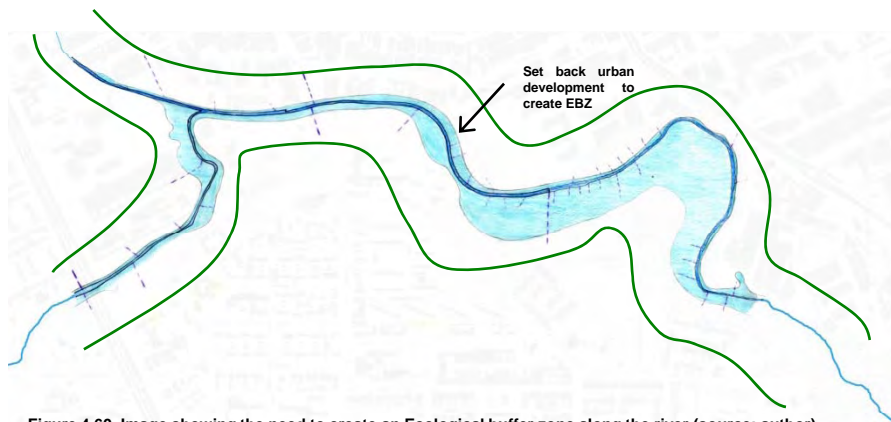 Set back urban
development to
create EBZ
Figure 4.60. Image showing the need to create an Ecological buffer zone along the river (source: author)